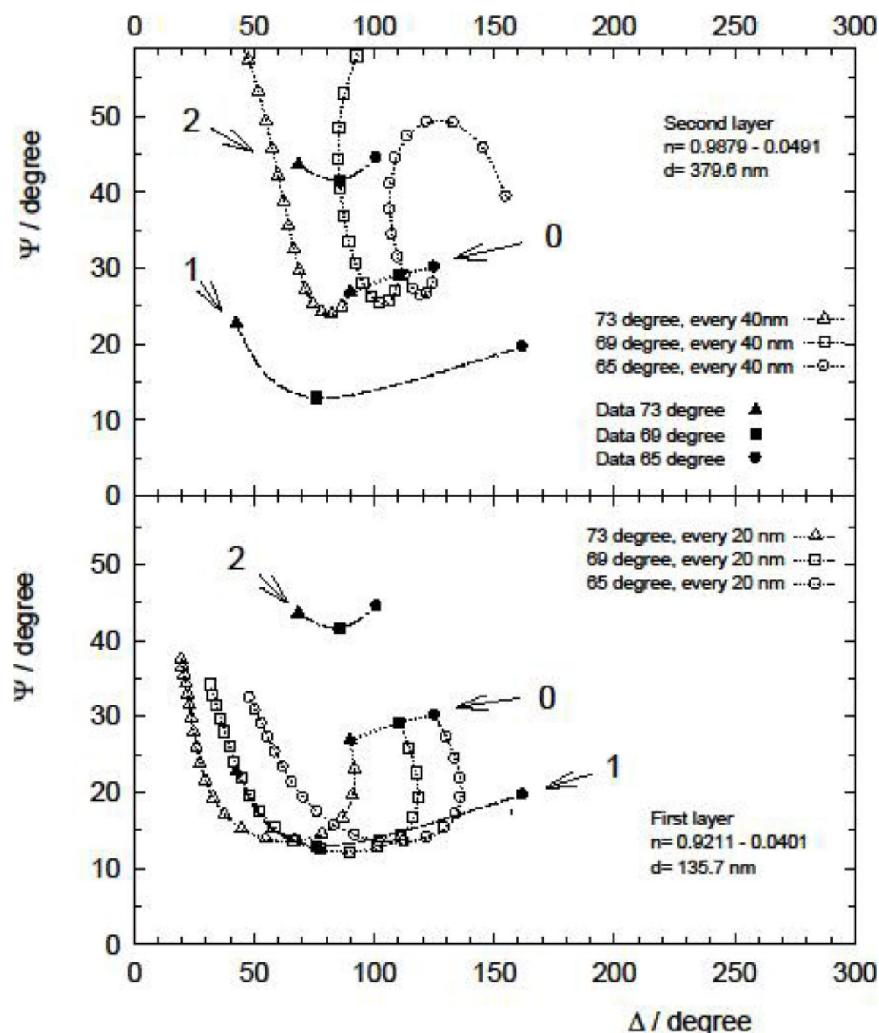 0 50 100 150 200 250 300
50
40
30
20
10
0
Ψ / degree
2
1
0
Second layer
n= 0.9879 - 0.0491
d= 379.6 nm
73 degree, every 40nm
69 degree, every 40 nm
65 degree, every 40 nm
Data 73 degree
Data 69 degree
Data 65 degree
50
40
30
20
10
0
Ψ / degree
73 degree, every 20 nm
69 degree, every 20 nm
65 degree, every 20 nm
2
0
1
First layer
n= 0.9211 - 0.0401
d= 135.7 nm
0 50 100 150 200 250 300
Δ / degree